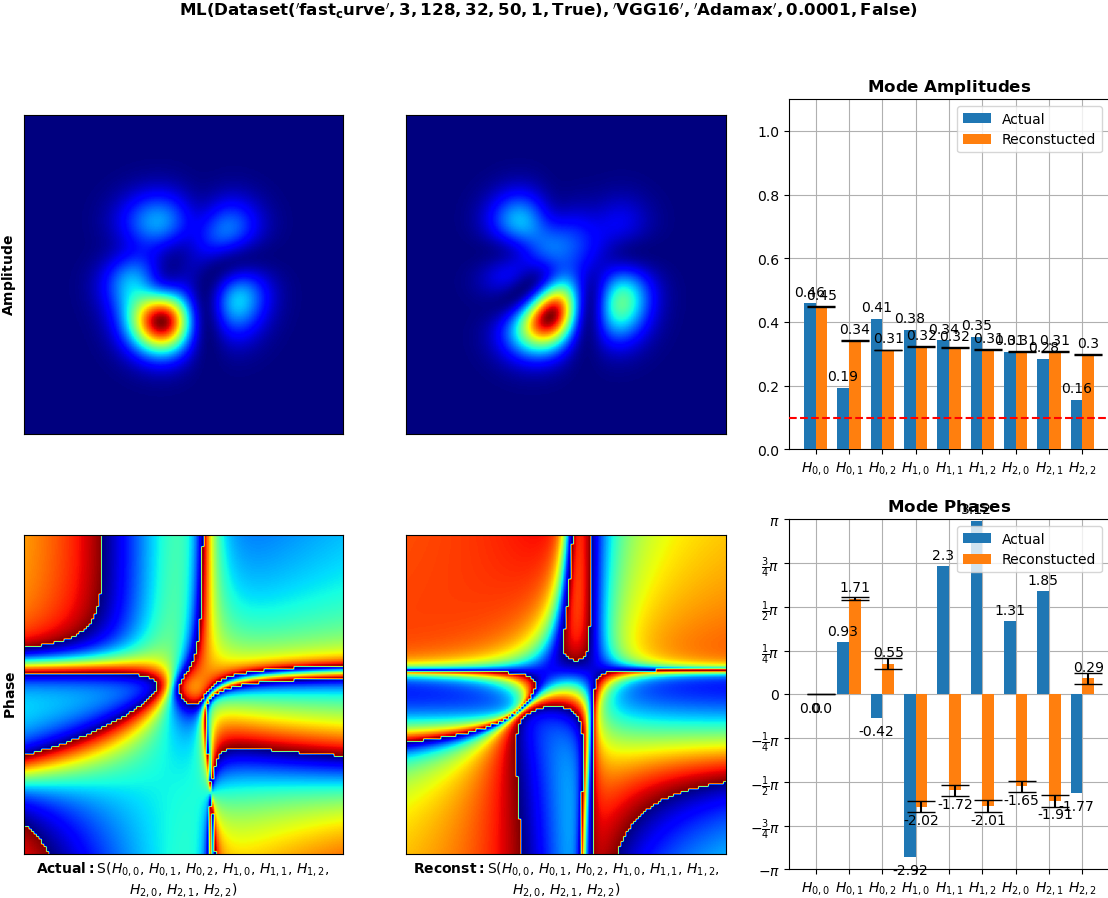 ML(Dataset('fast_curve', 3, 128, 32, 50, 1, True), 'VGG16', 'Adamax', 0.0001, False)
Amplitude
Mode Amplitudes
Actual
Reconstucted
1.0
0.8
0.6
0.4
0.2
0.0
0.46 0.45 0.19 0.34 0.41 0.31 0.38 0.32 0.34 0.32 0.35 0.31 0.31 0.31 0.28 0.31 0.16 0.3
H0,0 H0,1 H0,2 H1,0 H1,1 H1,2 H2,0 H2,1 H2,2
Phase
Mode Phases
Actual
Reconstucted
π
3/4π
1/2π
1/4π
0
−1/4π
−1/2π
−3/4π
−π
0.0 0.0 0.93 1.71 -0.42 0.55 -2.92 -2.02 2.3 -1.72 3.12 -2.01 1.31 -1.65 1.85 -1.91 -1.77 0.29
H0,0 H0,1 H0,2 H1,0 H1,1 H1,2 H2,0 H2,1 H2,2
Actual: S(H0,0, H0,1, H0,2, H1,0, H1,1, H1,2,
H2,0, H2,1, H2,2)
Reconst: S(H0,0, H0,1, H0,2, H1,0, H1,1, H1,2,
H2,0, H2,1, H2,2)